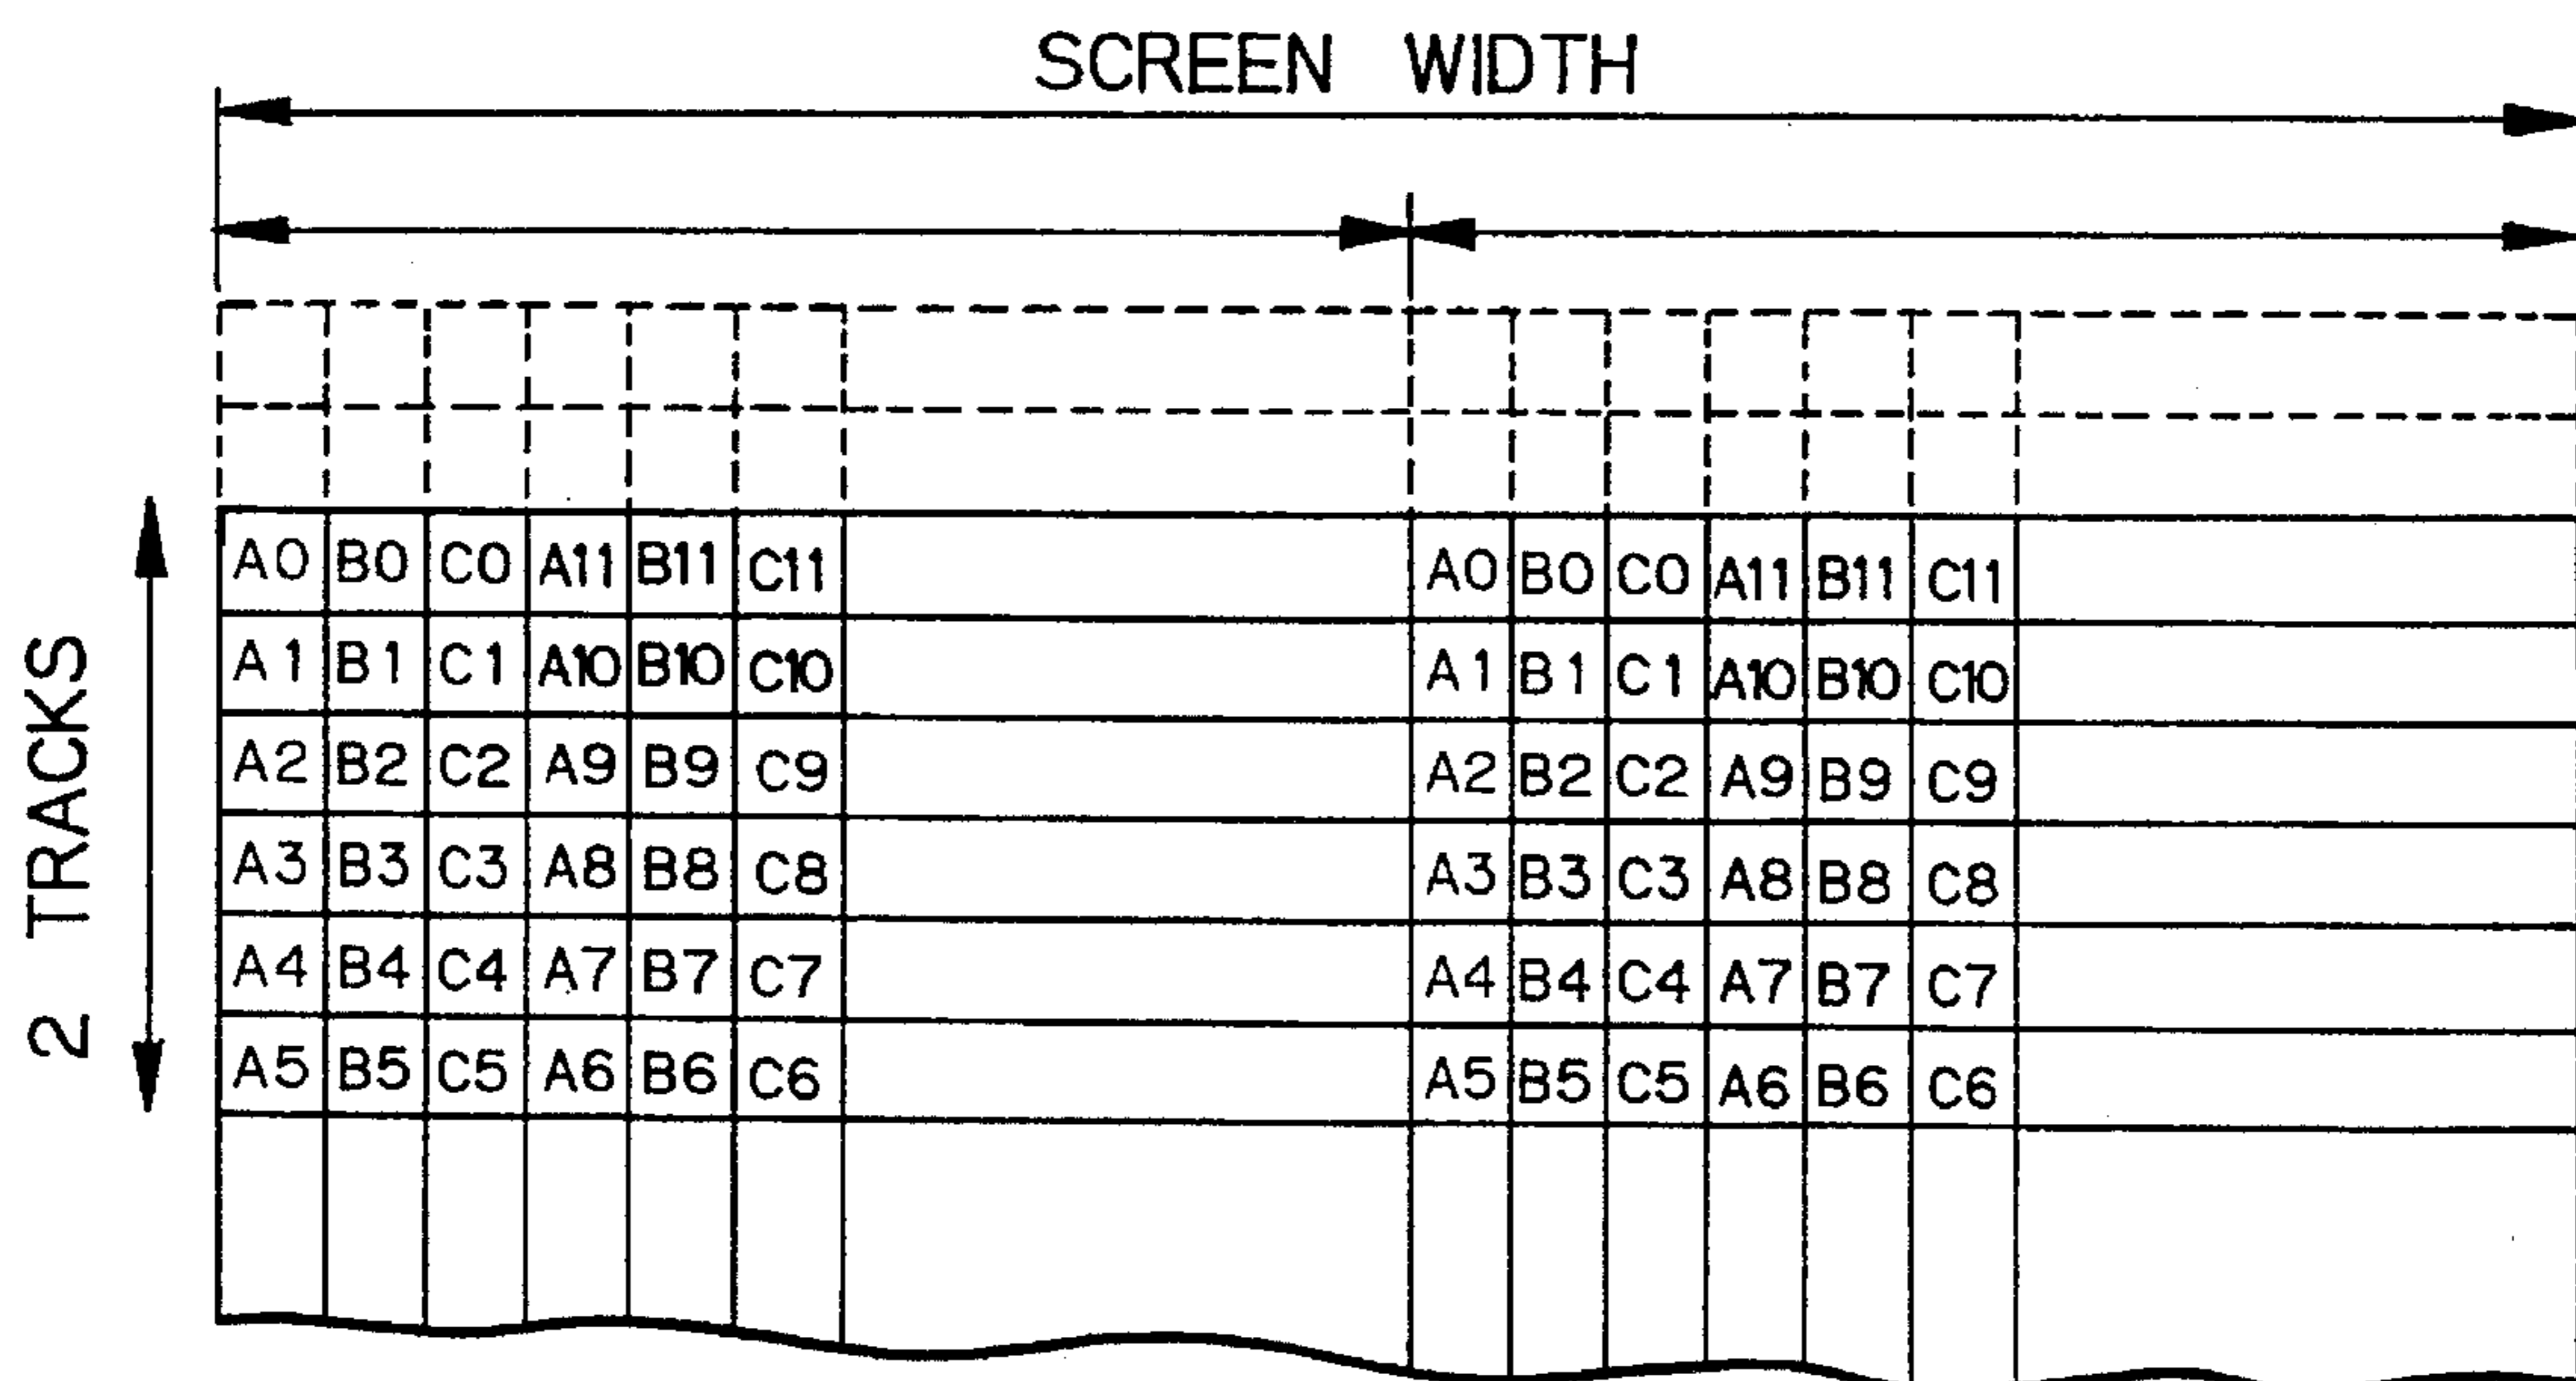 SCREEN WIDTH
2 TRACKS
A0 B0 C0 A11 B11 C11 A0 B0 C0 A11 B11 C11
A1 B1 C1 A10 B10 C10 A1 B1 C1 A10 B10 C10
A2 B2 C2 A9 B9 C9 A2 B2 C2 A9 B9 C9
A3 B3 C3 A8 B8 C8 A3 B3 C3 A8 B8 C8
A4 B4 C4 A7 B7 C7 A4 B4 C4 A7 B7 C7
A5 B5 C5 A6 B6 C6 A5 B5 C5 A6 B6 C6